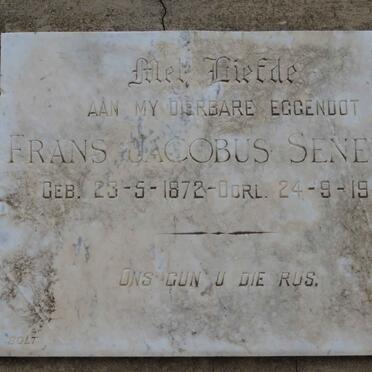 Met Liefde
AAN MY DIERBARE EGGENOOT
FRANS JACOBUS SENE
GEB. 23-5-1872-OORL. 24-9-19
ONS GUN U DIE RUS.
BOLT